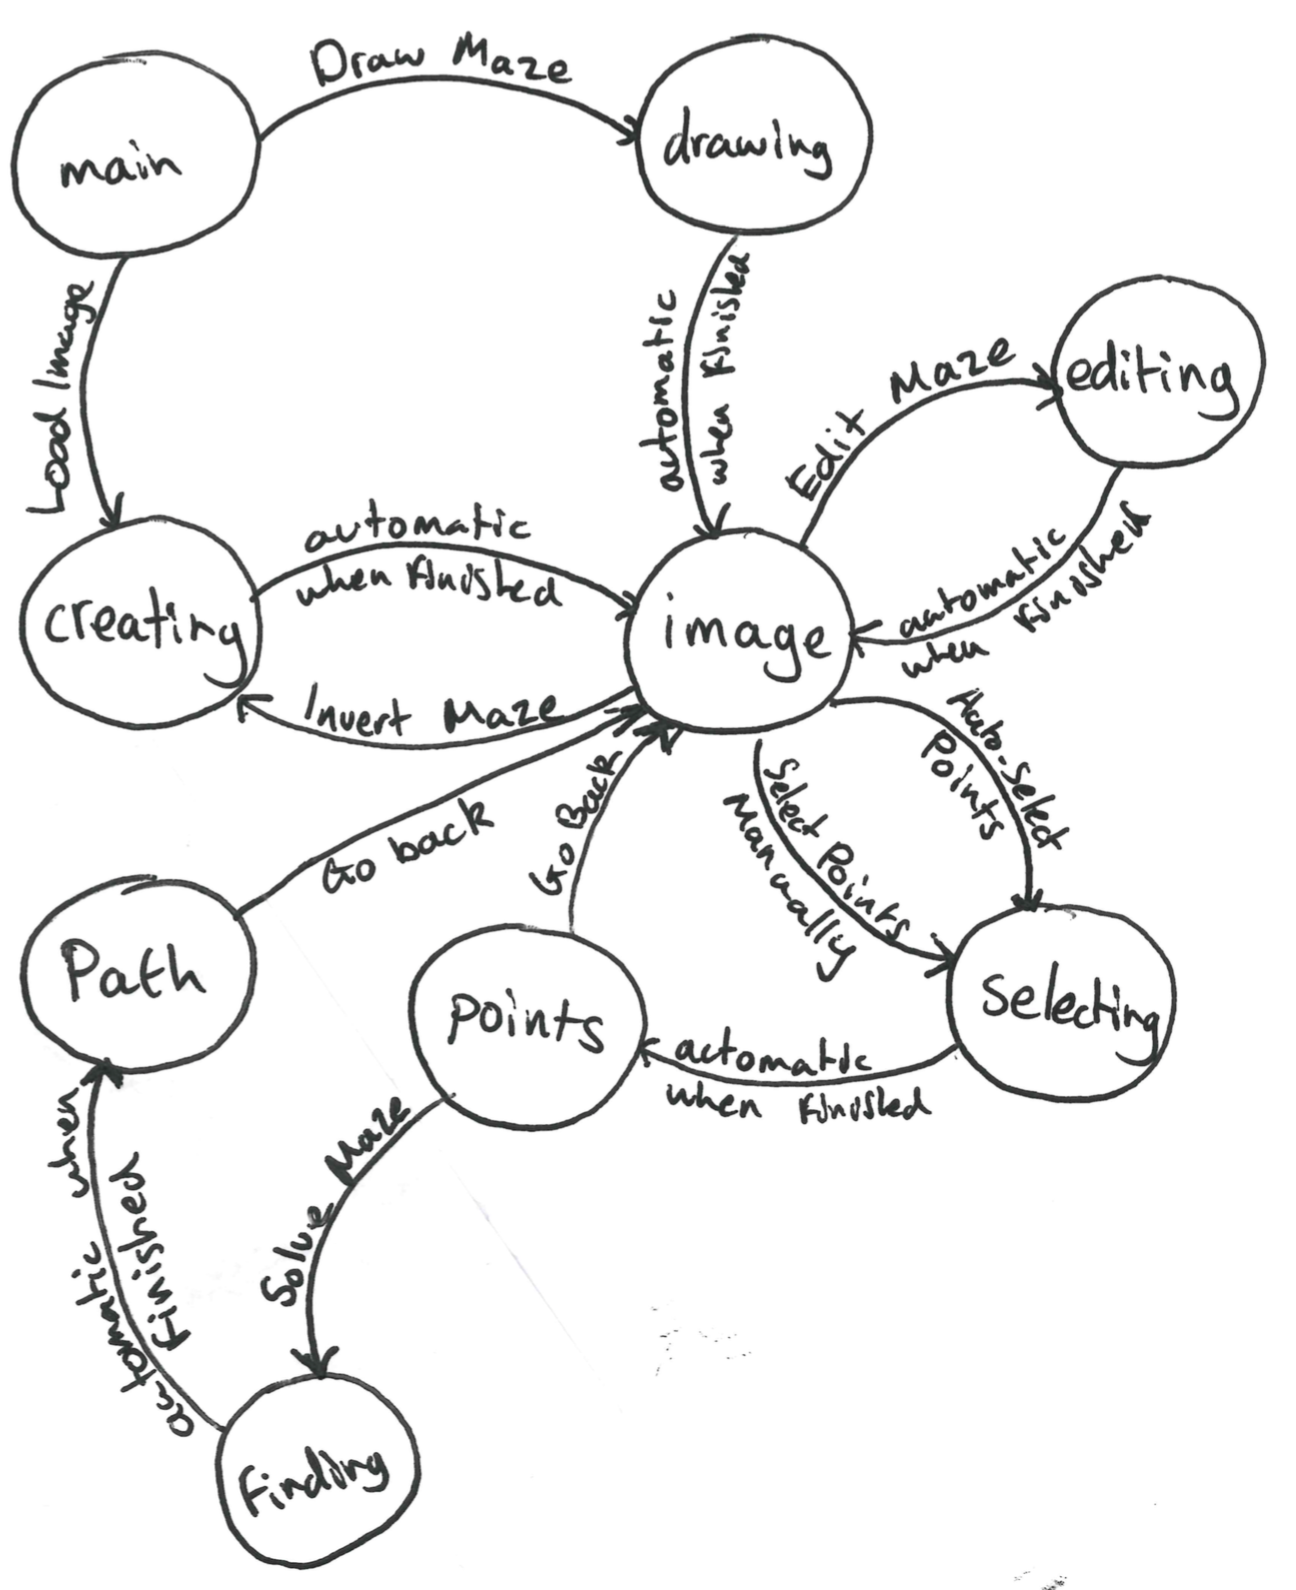 Draw Maze
main
drawing
Load Image
automatic
when finished
Edit Maze
editing
automatic
when finished
creating
image
automatic
when finished
Invert Maze
Go back
Go Back
Select Points
Manually
Auto-Select
Points
Path
points
Selecting
automatic
when finished
Solve Maze
automatic when
finished
finding